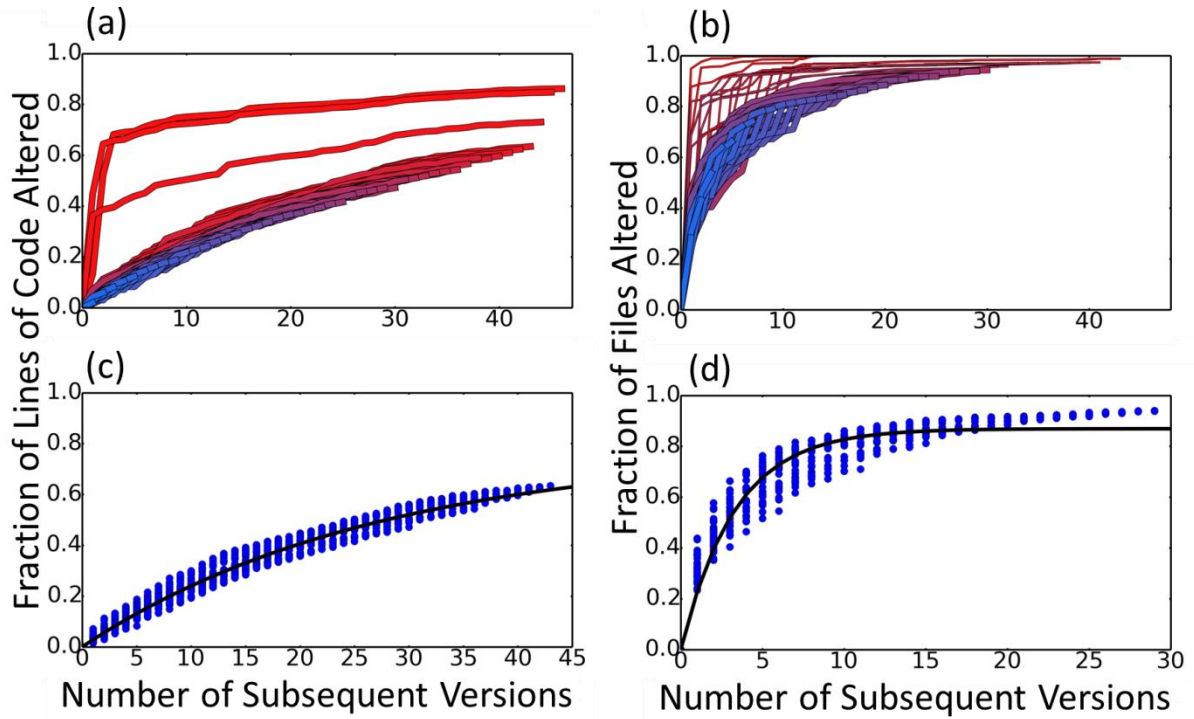 (a)
(b)
1.0
0.8
0.6
0.4
0.2
0.0
0 10 20 30 40
1.0
0.8
0.6
0.4
0.2
0.0
0 10 20 30 40
(c)
(d)
1.0
0.8
0.6
0.4
0.2
0.0
0 5 10 15 20 25 30 35 40 45
1.0
0.8
0.6
0.4
0.2
0.0
0 5 10 15 20 25 30
Fraction of Lines of Code Altered
Fraction of Files Altered
Number of Subsequent Versions
Number of Subsequent Versions